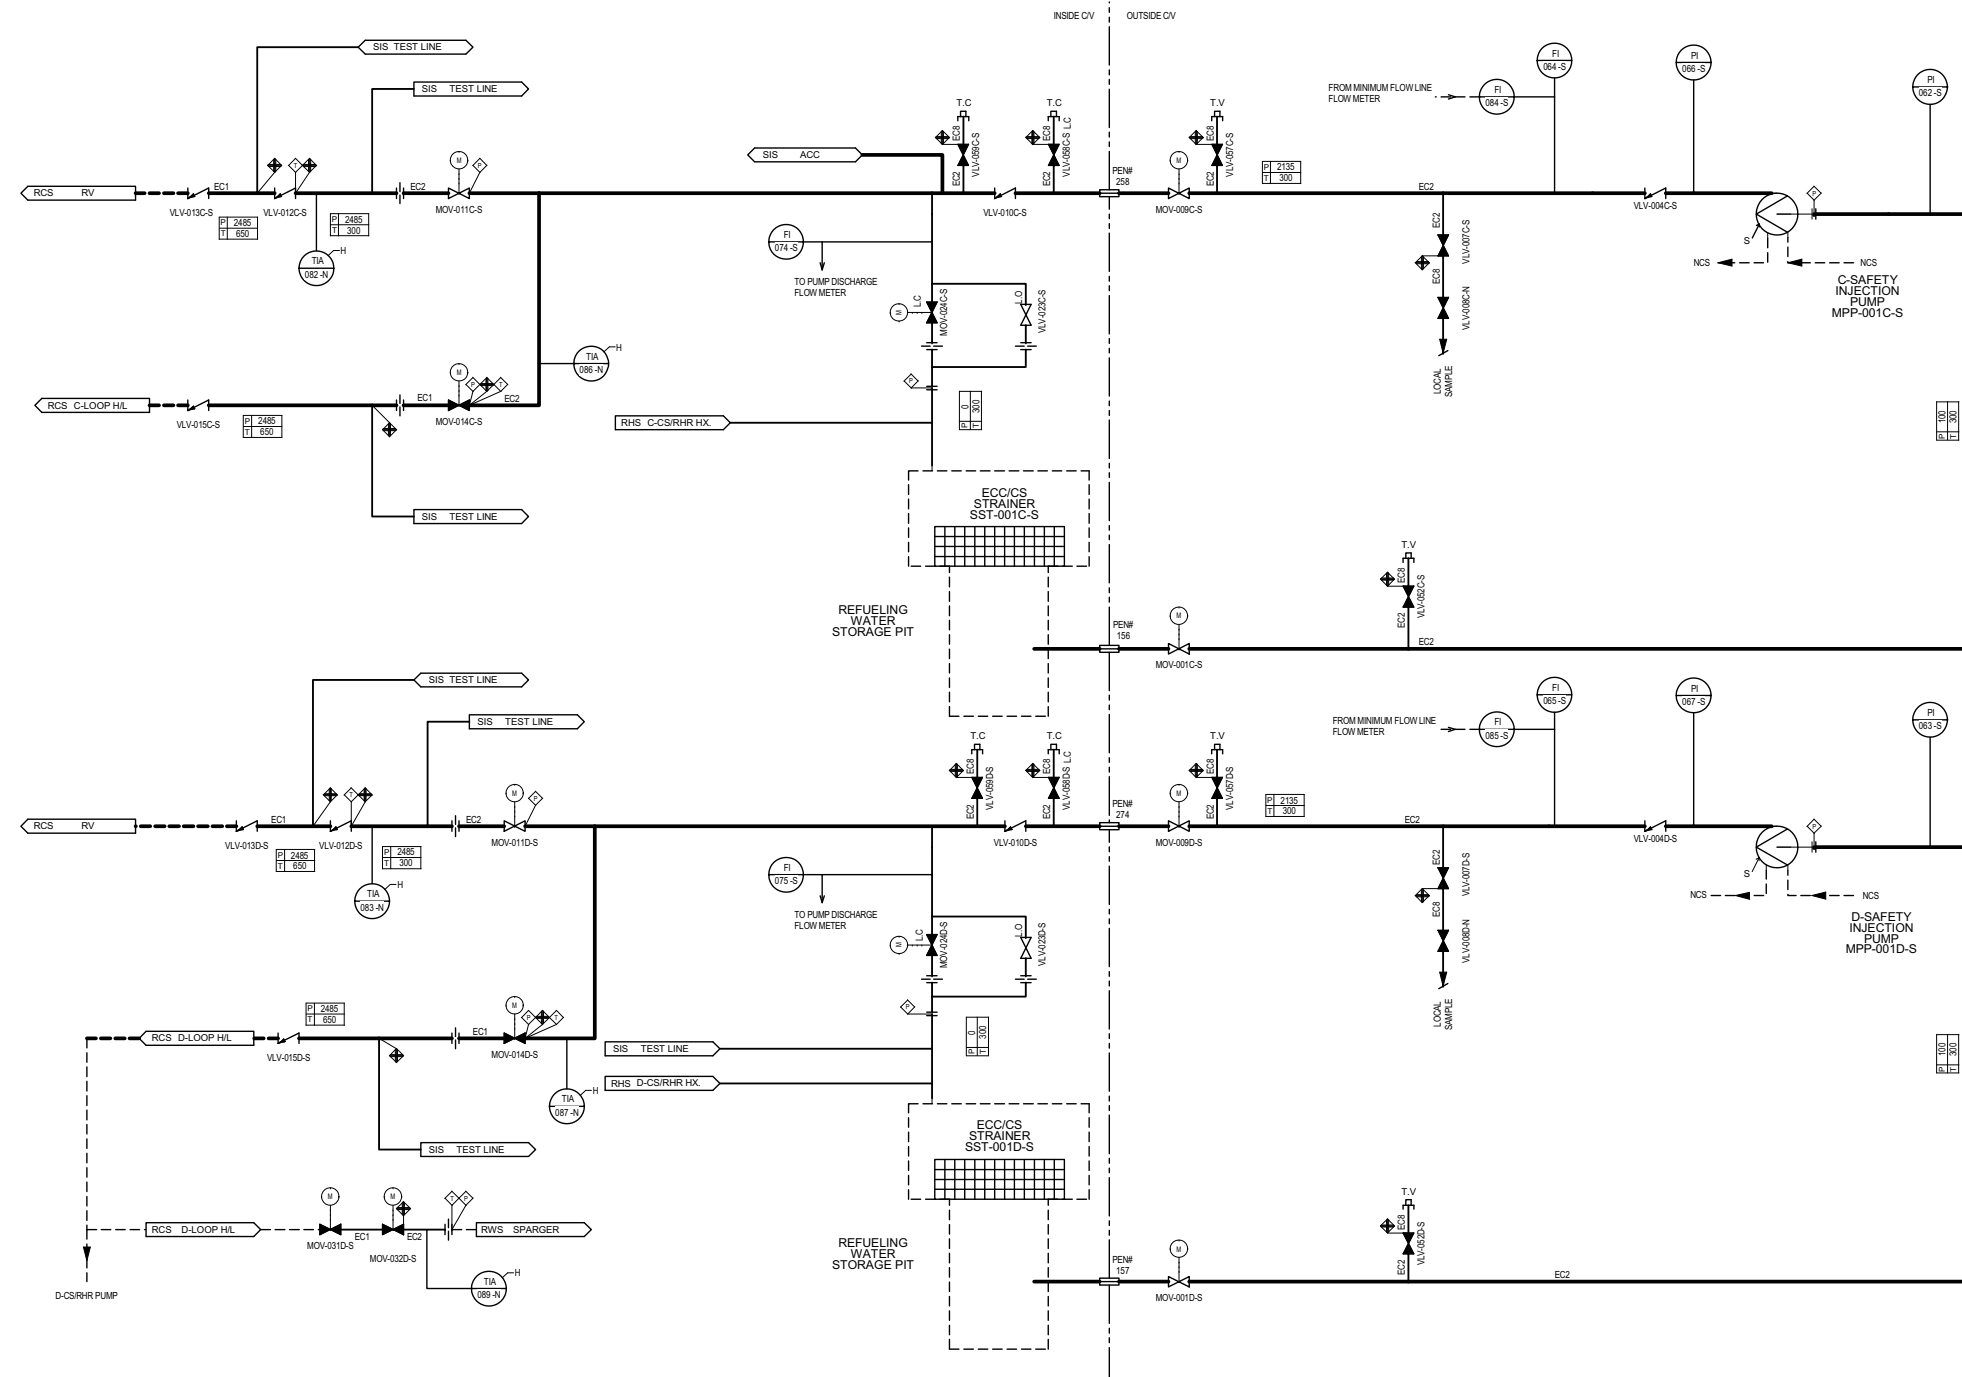 INSIDE C/V
OUTSIDE C/V
SIS TEST LINE
SIS TEST LINE
FI
064 -S
PI
066 -S
PI
062 -S
FROM MINIMUM FLOW LINE
FLOW METER
FI
084 -S
T.C
T.C
T.V
EC8
VLV-059C-S
EC2
EC8
VLV-058C-S L.C
EC2
EC8
VLV-057C-S
EC2
SIS ACC
T
P
M
P
M
PEN#
258
P 2135
T 300
RCS RV
EC1
EC2
EC2
P
VLV-013C-S
VLV-012C-S
MOV-011C-S
VLV-010C-S
MOV-009C-S
VLV-004C-S
P 2485
T 650
P 2485
T 300
TIA
082 -N
H
FI
074 -S
TO PUMP DISCHARGE
FLOW METER
EC2
VLV-007C-S
EC8
VLV-008C-N
LOCAL
SAMPLE
S
NCS
NCS
C-SAFETY
INJECTION
PUMP
MPP-001C-S
M
L.C
MOV-024C-S
L.O
VLV-023C-S
TIA
086 -N
H
M
P
T
P
P 0
T 300
RCS C-LOOP H/L
EC1
EC2
VLV-015C-S
MOV-014C-S
P 2485
T 650
RHS C-CS/RHR HX.
P 100
T 300
SIS TEST LINE
ECC/CS
STRAINER
SST-001C-S
T.V
EC8
VLV-052C-S
EC2
REFUELING
WATER
STORAGE PIT
PEN#
156
M
EC2
MOV-001C-S
SIS TEST LINE
SIS TEST LINE
FI
065 -S
PI
067 -S
PI
063 -S
FROM MINIMUM FLOW LINE
FLOW METER
FI
085 -S
T.C
T.C
T.V
EC8
VLV-059D-S
EC2
EC8
VLV-058D-S L.C
EC2
EC8
VLV-057D-S
EC2
T
M
P
M
PEN#
274
P 2135
T 300
RCS RV
EC1
EC2
EC2
P
VLV-013D-S
VLV-012D-S
MOV-011D-S
VLV-010D-S
MOV-009D-S
VLV-004D-S
P 2485
T 650
P 2485
T 300
TIA
083 -N
H
FI
075 -S
TO PUMP DISCHARGE
FLOW METER
EC2
VLV-007D-S
EC8
VLV-008D-N
LOCAL
SAMPLE
S
NCS
NCS
D-SAFETY
INJECTION
PUMP
MPP-001D-S
M
L.C
MOV-024D-S
L.O
VLV-023D-S
P
P 0
T 300
P 2485
T 650
M
P
T
RCS D-LOOP H/L
EC1
VLV-015D-S
MOV-014D-S
SIS TEST LINE
RHS D-CS/RHR HX.
P 100
T 300
TIA
087 -N
H
SIS TEST LINE
ECC/CS
STRAINER
SST-001D-S
M
M
T
P
RCS D-LOOP H/L
EC1
EC2
RWS SPARGER
MOV-031D-S
MOV-032D-S
TIA
089 -N
H
D-CS/RHR PUMP
T.V
EC8
VLV-052D-S
EC2
REFUELING
WATER
STORAGE PIT
PEN#
157
M
EC2
MOV-001D-S